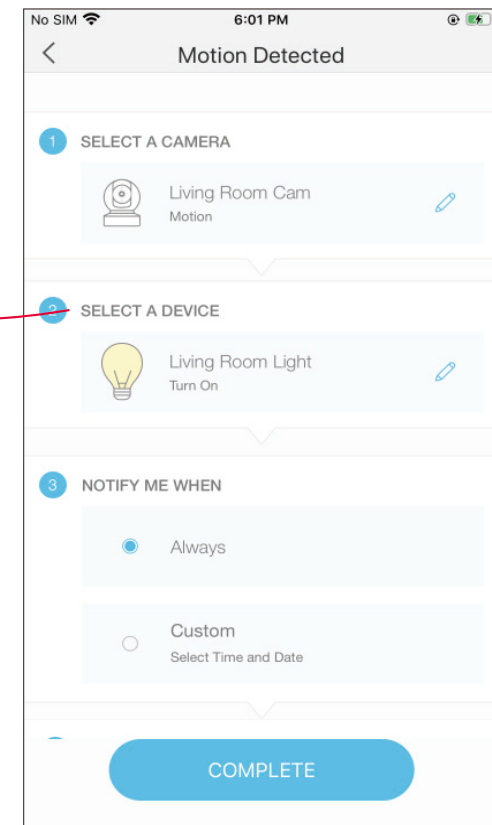 No SIM 6:01 PM
Motion Detected
1 SELECT A CAMERA
Living Room Cam
Motion
2 SELECT A DEVICE
Living Room Light
Turn On
3 NOTIFY ME WHEN
Always
Custom
Select Time and Date
COMPLETE